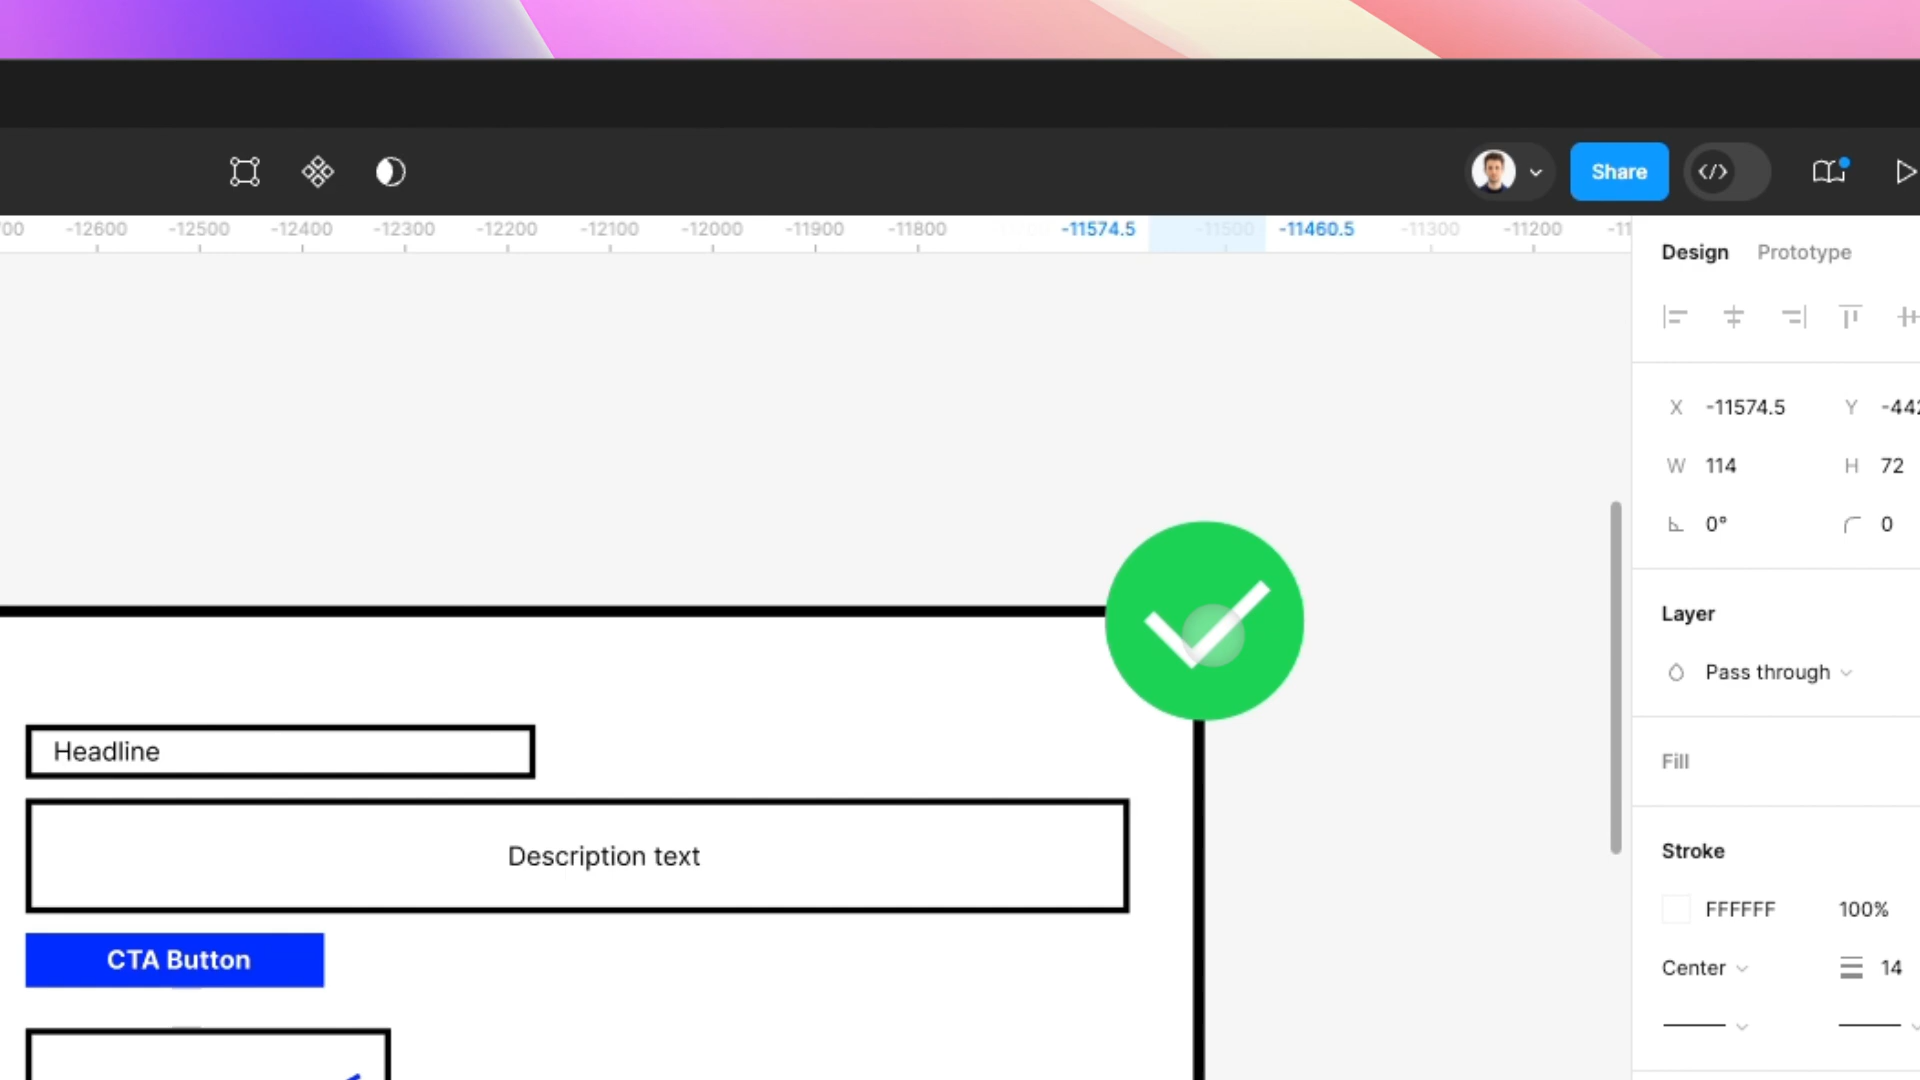 Share
-12600 -12500 -12400 -12300 -12200 -12100 -12000 -11900 -11800 -11574.5 -11500 -11460.5 -11300 -11200
Design Prototype
X -11574.5 Y
W 114 H 72
0° 0
Layer
Pass through
Fill
Stroke
FFFFFF 100%
Center 14
Headline
Description text
CTA Button